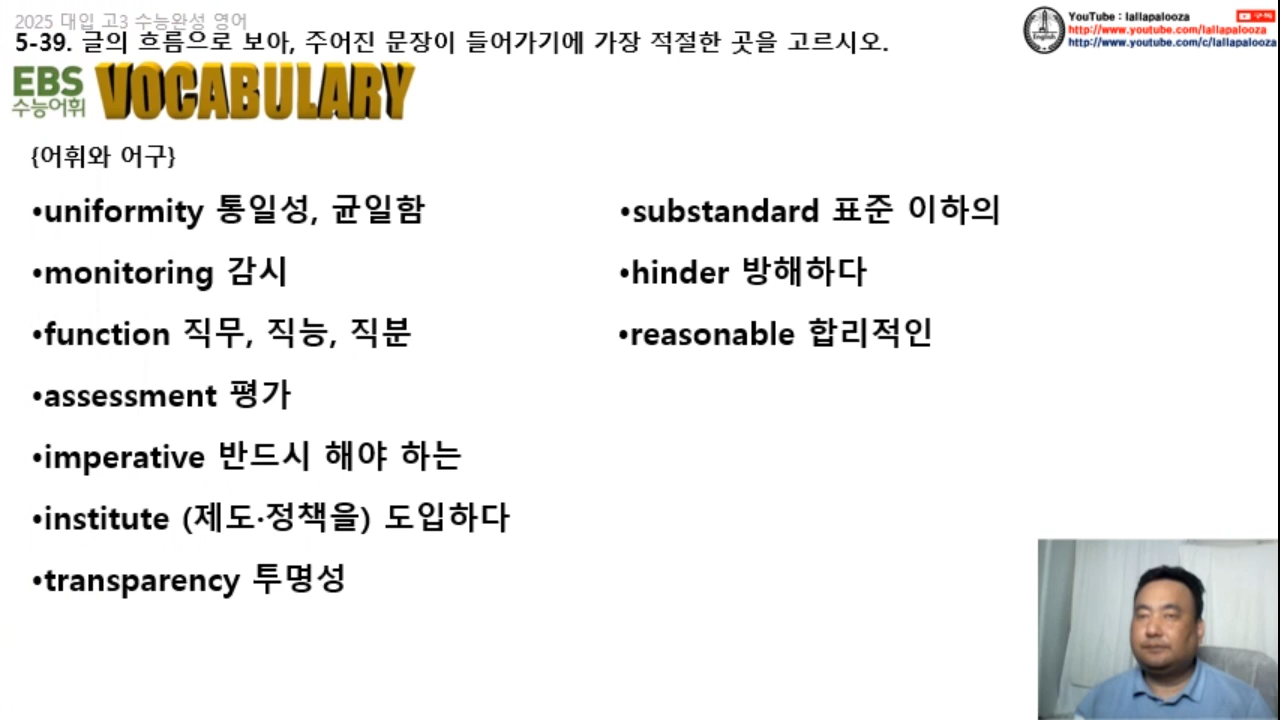 2025 대입 고3 수능완성 영어
5-39. 글의 흐름으로 보아, 주어진 문장이 들어가기에 가장 적절한 곳을 고르시오.
YouTube : lallapalooza
http://www.youtube.com/lallapalooza
http://www.youtube.com/c/lallapalooza
English
EBS
수능어휘
VOCABULARY
{어휘와 어구}
•uniformity 통일성, 균일함
•monitoring 감시
•function 직무, 직능, 직분
•assessment 평가
•imperative 반드시 해야 하는
•institute (제도·정책을) 도입하다
•transparency 투명성
•substandard 표준 이하의
•hinder 방해하다
•reasonable 합리적인